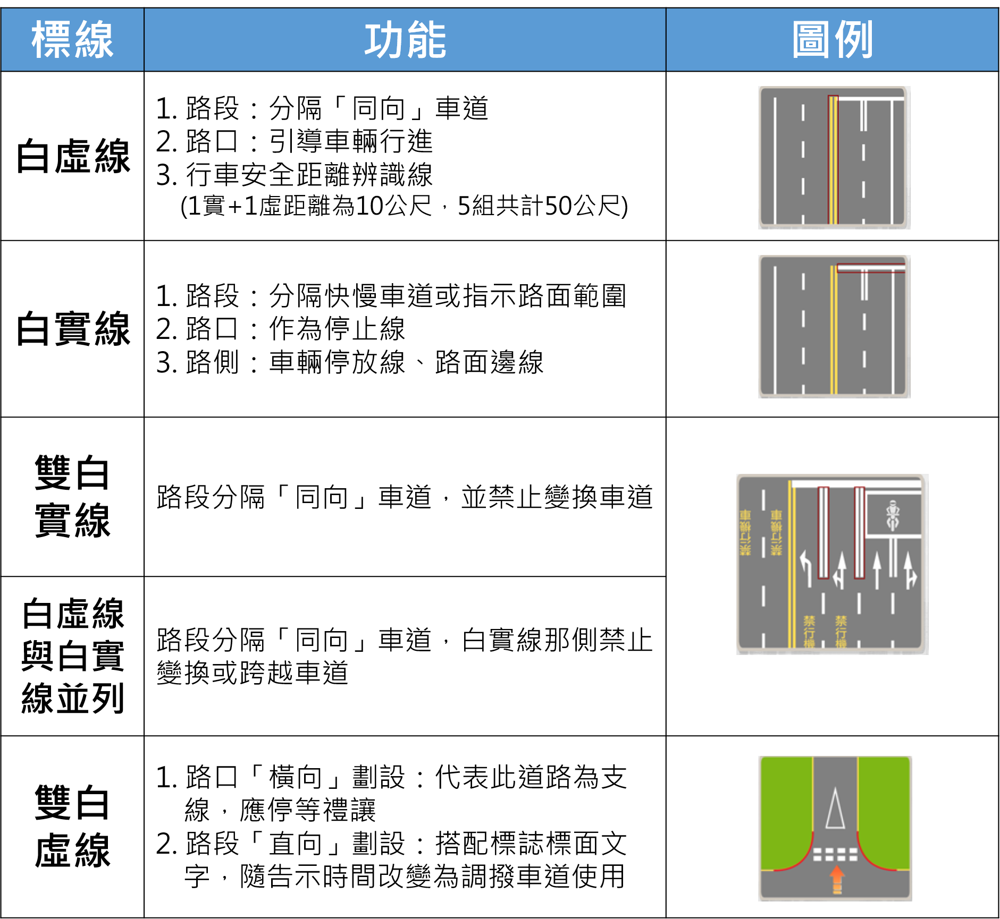 標線 功能 圖例
白虛線
1. 路段：分隔「同向」車道
2. 路口：引導車輛行進
3. 行車安全距離辨識線
(1實+1虛距離為10公尺，5組共計50公尺)
白實線
1. 路段：分隔快慢車道或指示路面範圍
2. 路口：作為停止線
3. 路側：車輛停放線、路面邊線
雙白
實線
路段分隔「同向」車道，並禁止變換車道
禁行機車
禁行機車
禁行機
禁行機
白虛線
與白實
線並列
路段分隔「同向」車道，白實線那側禁止
變換或跨越車道
雙白
虛線
1. 路口「橫向」劃設：代表此道路為支
線，應停等禮讓
2. 路段「直向」劃設：搭配標誌標面文
字，隨告示時間改變為調撥車道使用